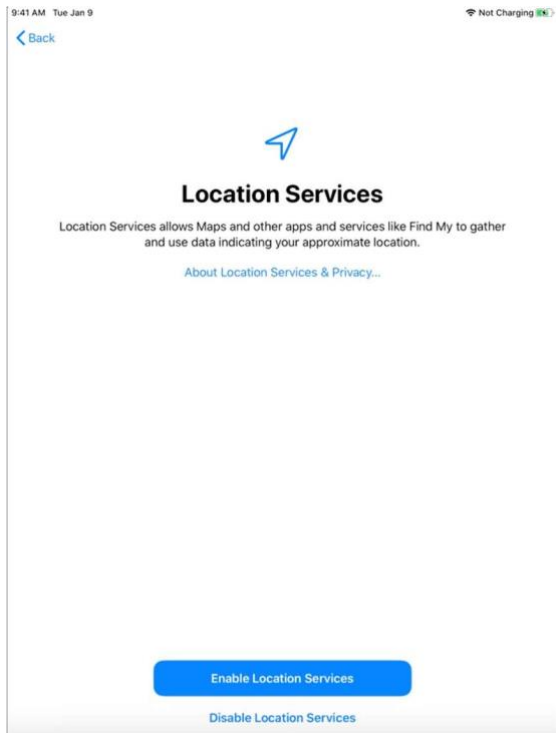 9:41 AM Tue Jan 9
Not Charging
Back
Location Services
Location Services allows Maps and other apps and services like Find My to gather
and use data indicating your approximate location.
About Location Services & Privacy...
Enable Location Services
Disable Location Services